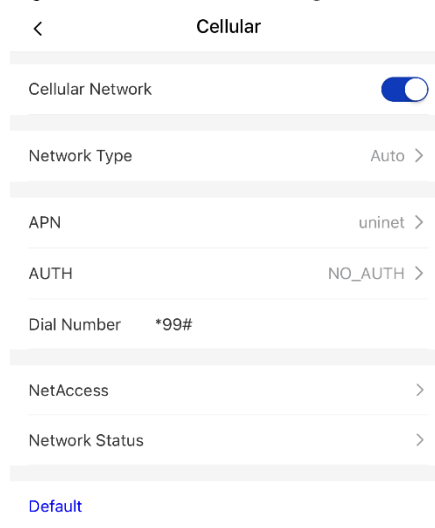 Cellular
Cellular Network
Network Type Auto
APN uninet
AUTH NO_AUTH
Dial Number *99#
NetAccess
Network Status
Default